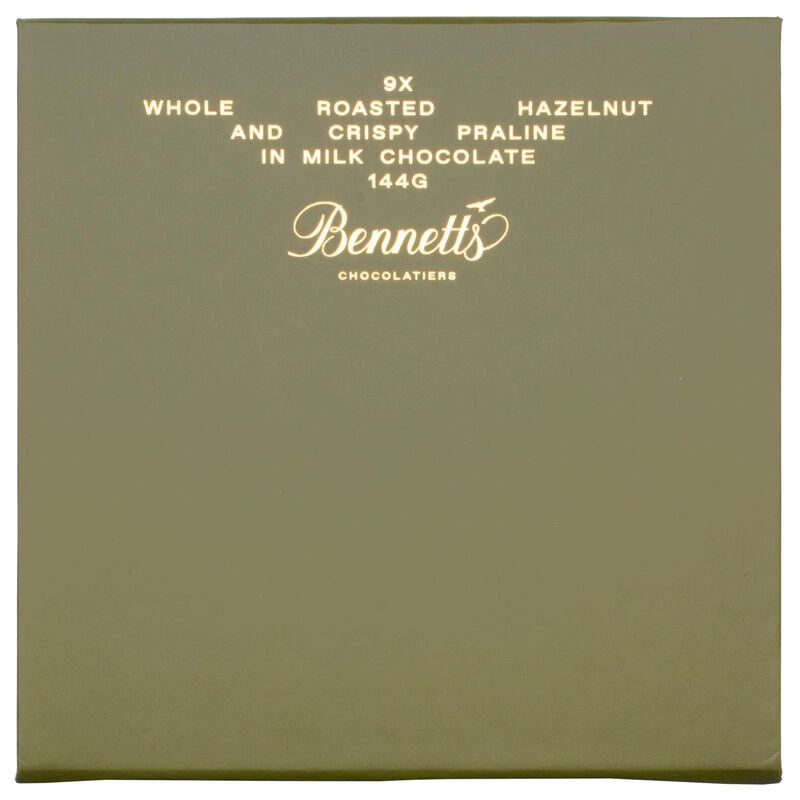 9X
WHOLE ROASTED HAZELNUT
AND CRISPY PRALINE
IN MILK CHOCOLATE
144G
Bennetts
CHOCOLATIERS